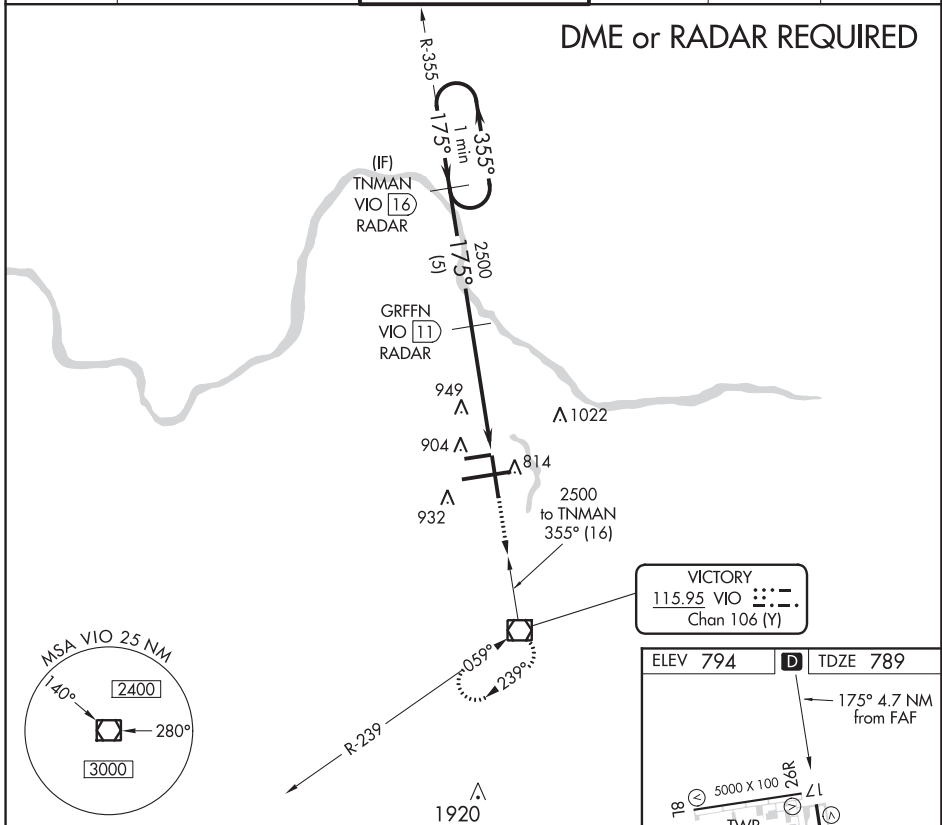 DME or RADAR REQUIRED
R-355
175°
1 min
355°
(IF)
TNMAN
VIO 16
RADAR
2500
175°
(5)
GRFFN
VIO 11
RADAR
949
1022
904
814
932
2500
to TNMAN
355° (16)
VICTORY
115.95 VIO
Chan 106 (Y)
059°
239°
R-239
MSA VIO 25 NM
140°
2400
280°
3000
1920
ELEV 794
D
TDZE 789
175° 4.7 NM
from FAF
8L
V
5000 X 100
26R
17
V
V
TWR